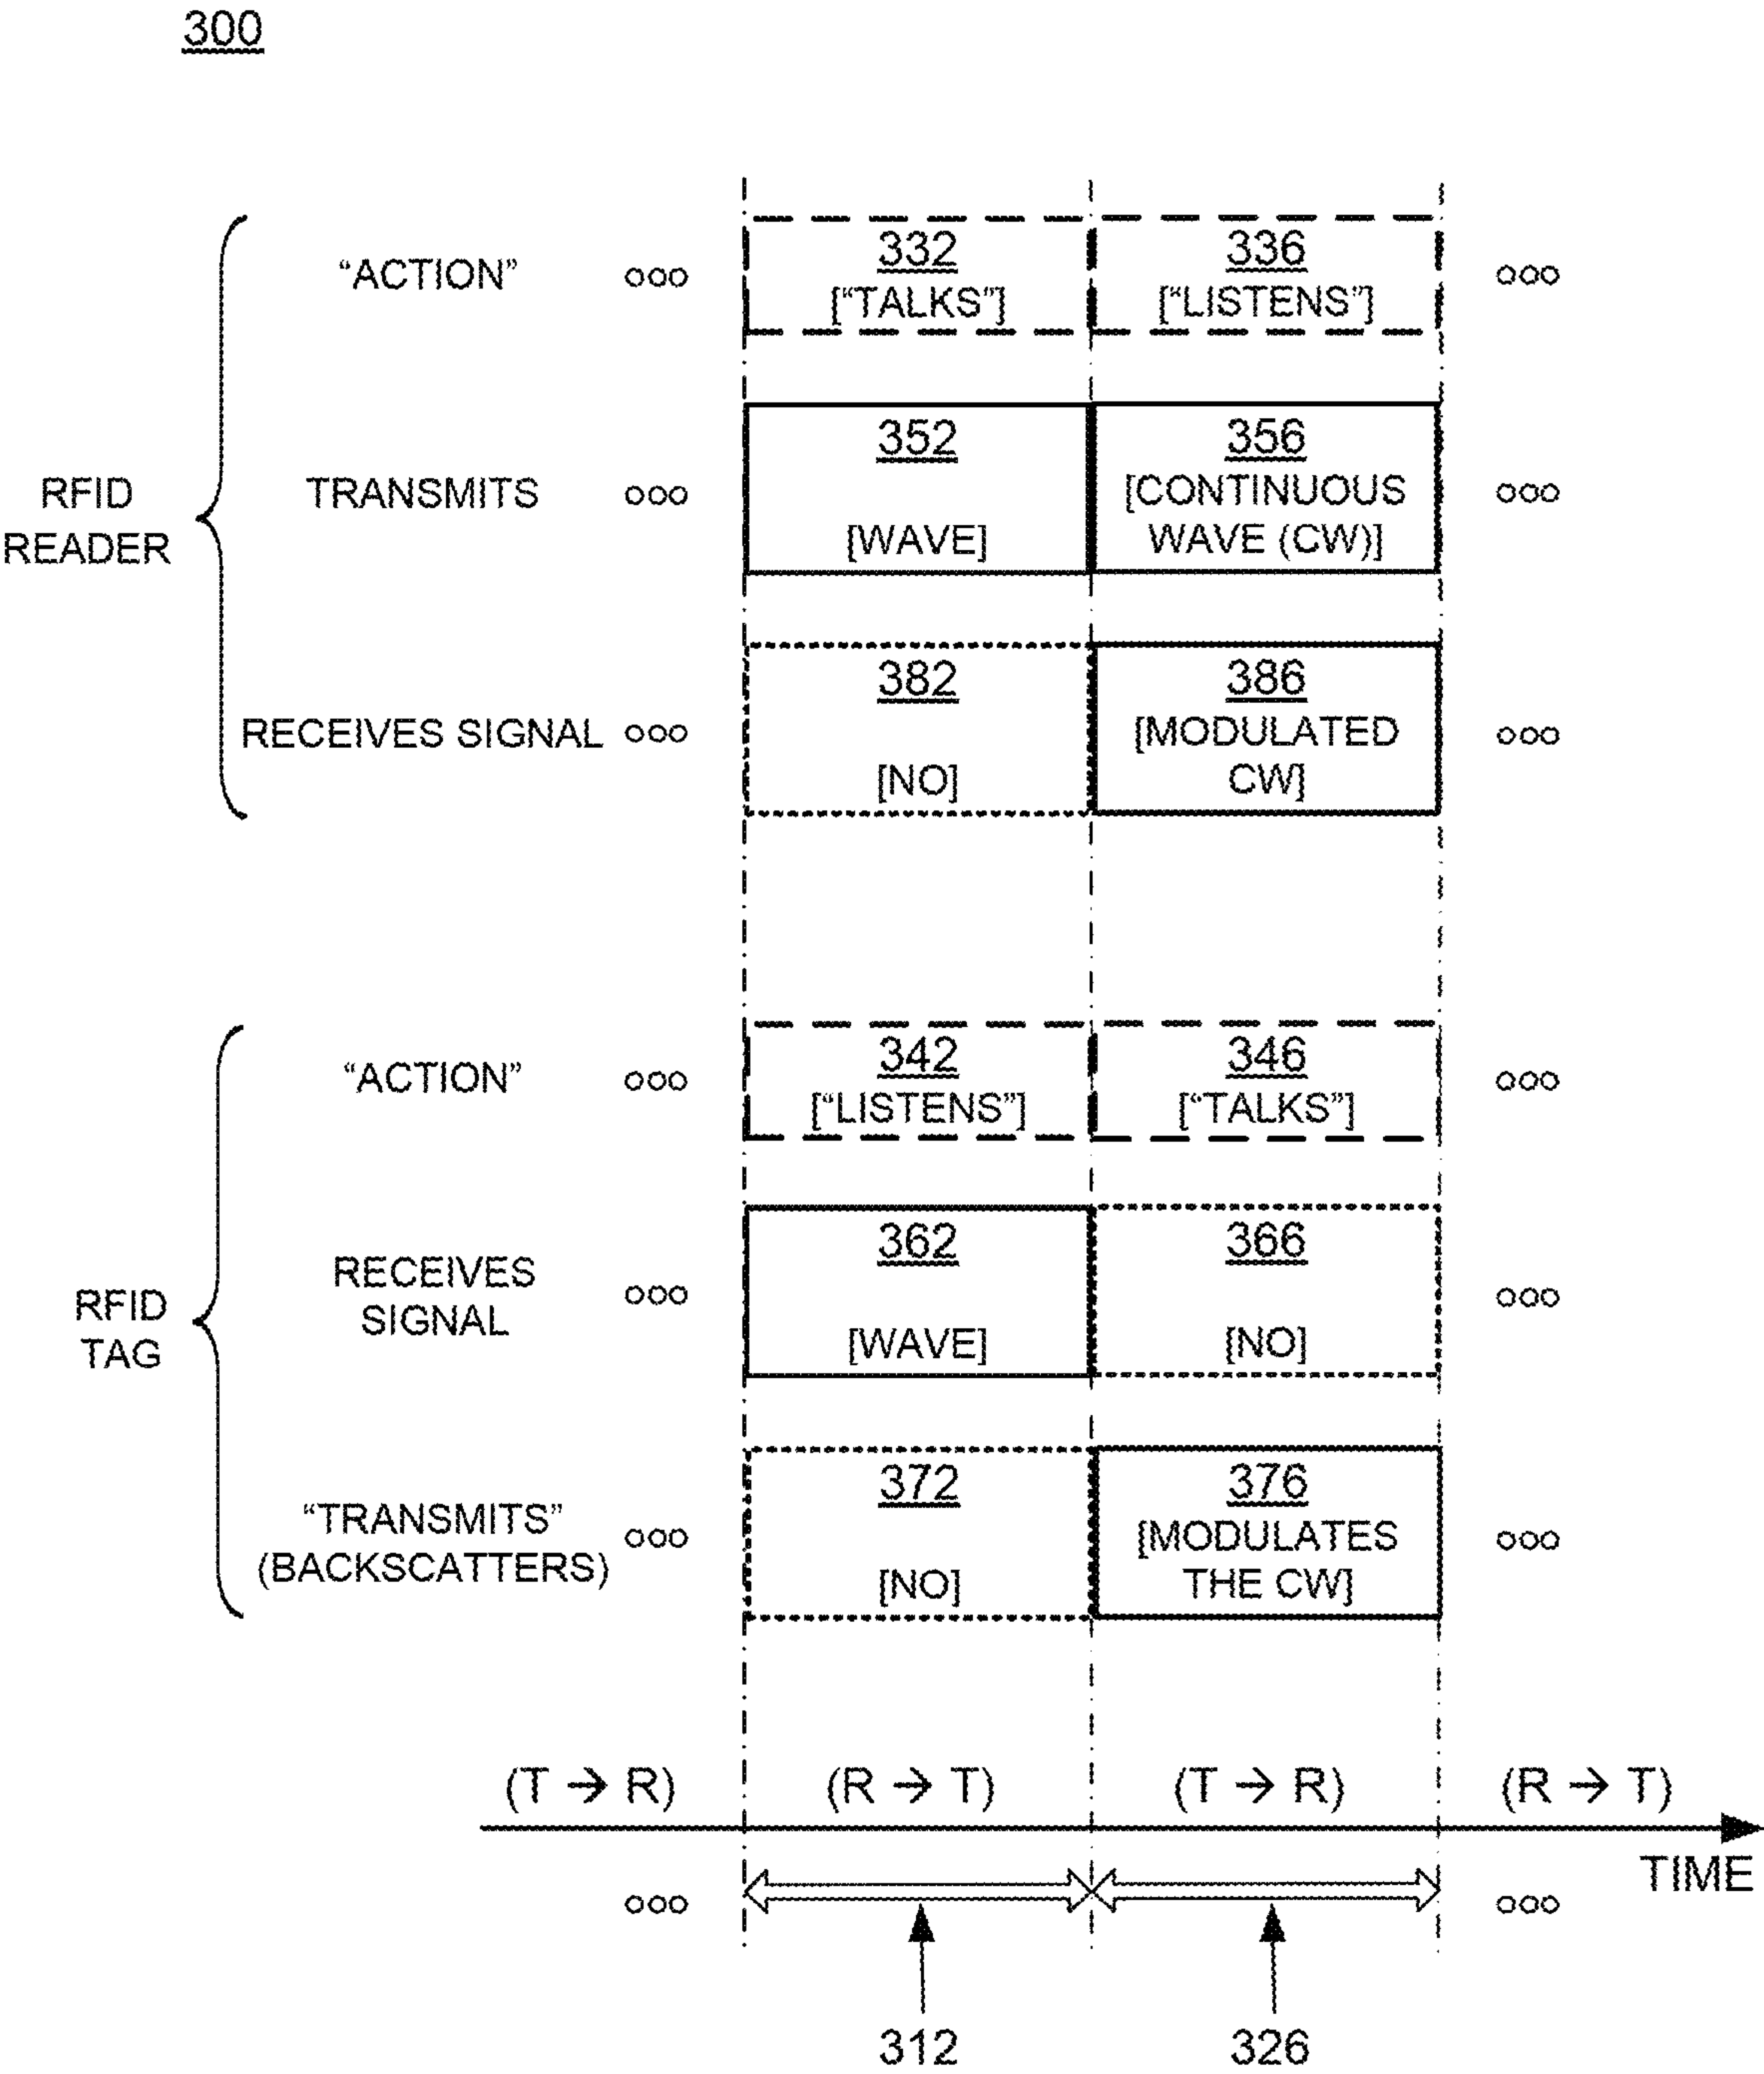 300
RFID
READER
“ACTION”
ooo
332
[“TALKS”]
336
[“LISTENS”]
ooo
TRANSMITS
ooo
352
[WAVE]
356
[CONTINUOUS
WAVE (CW)]
ooo
RECEIVES SIGNAL
ooo
382
[NO]
386
[MODULATED
CW]
ooo
RFID
TAG
“ACTION”
ooo
342
[“LISTENS”]
346
[“TALKS”]
ooo
RECEIVES
SIGNAL
ooo
362
[WAVE]
366
[NO]
ooo
“TRANSMITS”
(BACKSCATTERS)
ooo
372
[NO]
376
[MODULATES
THE CW]
ooo
(T → R)
(R → T)
(T → R)
(R → T)
TIME
ooo
ooo
312
326